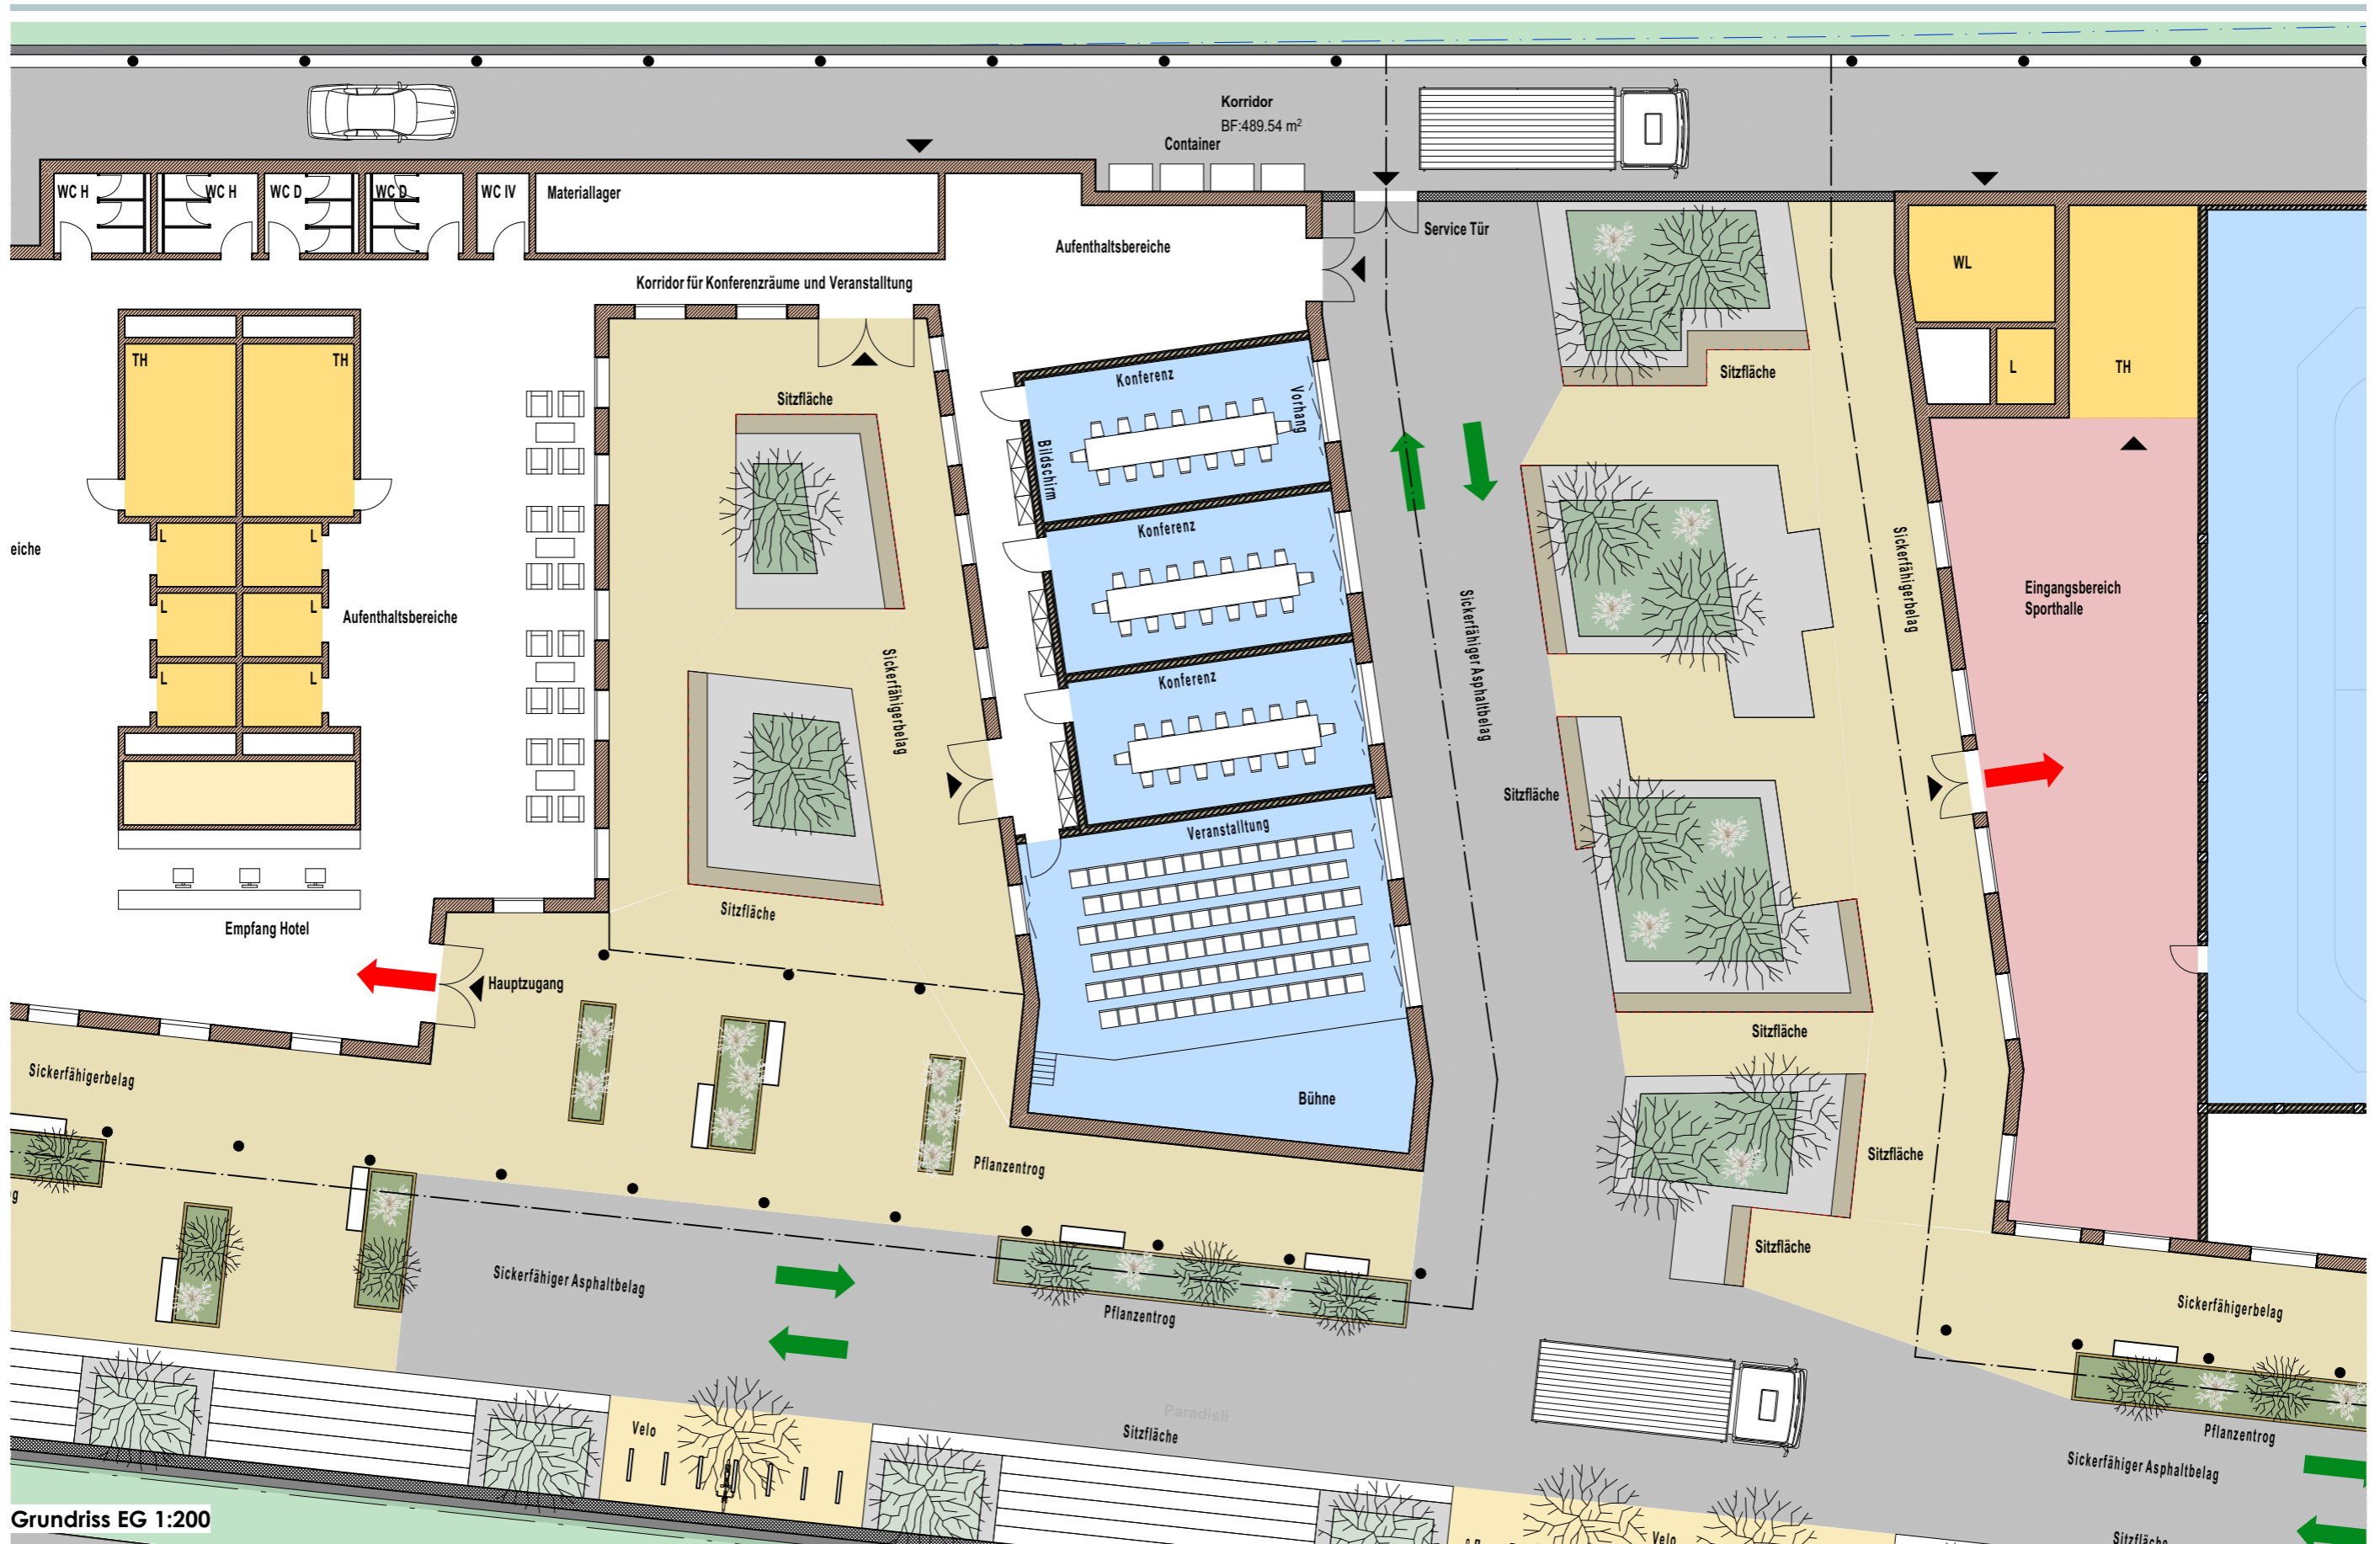 Korridor
BF:489.54 m²
Container
WC H
WC H
WC D
WC D
WC IV
Materiallager
Service Tür
Aufenthaltsbereiche
WL
Korridor für Konferenzräume und Veranstalltung
TH
TH
L
TH
Sitzfläche
Sitzfläche
Konferenz
Vorhang
Bildschirm
Konferenz
L
L
eiche
Sickerfähigerbelag
Eingangsbereich
Sporthalle
L
L
Aufenthaltsbereiche
Sickerfähigerbelag
Sickerfähiger Asphaltbelag
Konferenz
L
L
Sitzfläche
Veranstalltung
Sitzfläche
Empfang Hotel
Hauptzugang
Sitzfläche
Sickerfähigerbelag
Bühne
Pflanzentrog
Sitzfläche
g
Sitzfläche
Sickerfähiger Asphaltbelag
Pflanzentrog
Sickerfähigerbelag
Paradisli
Velo
Sitzfläche
Pflanzentrog
Sickerfähiger Asphaltbelag
Grundriss EG 1:200
Velo
Sitzfläche